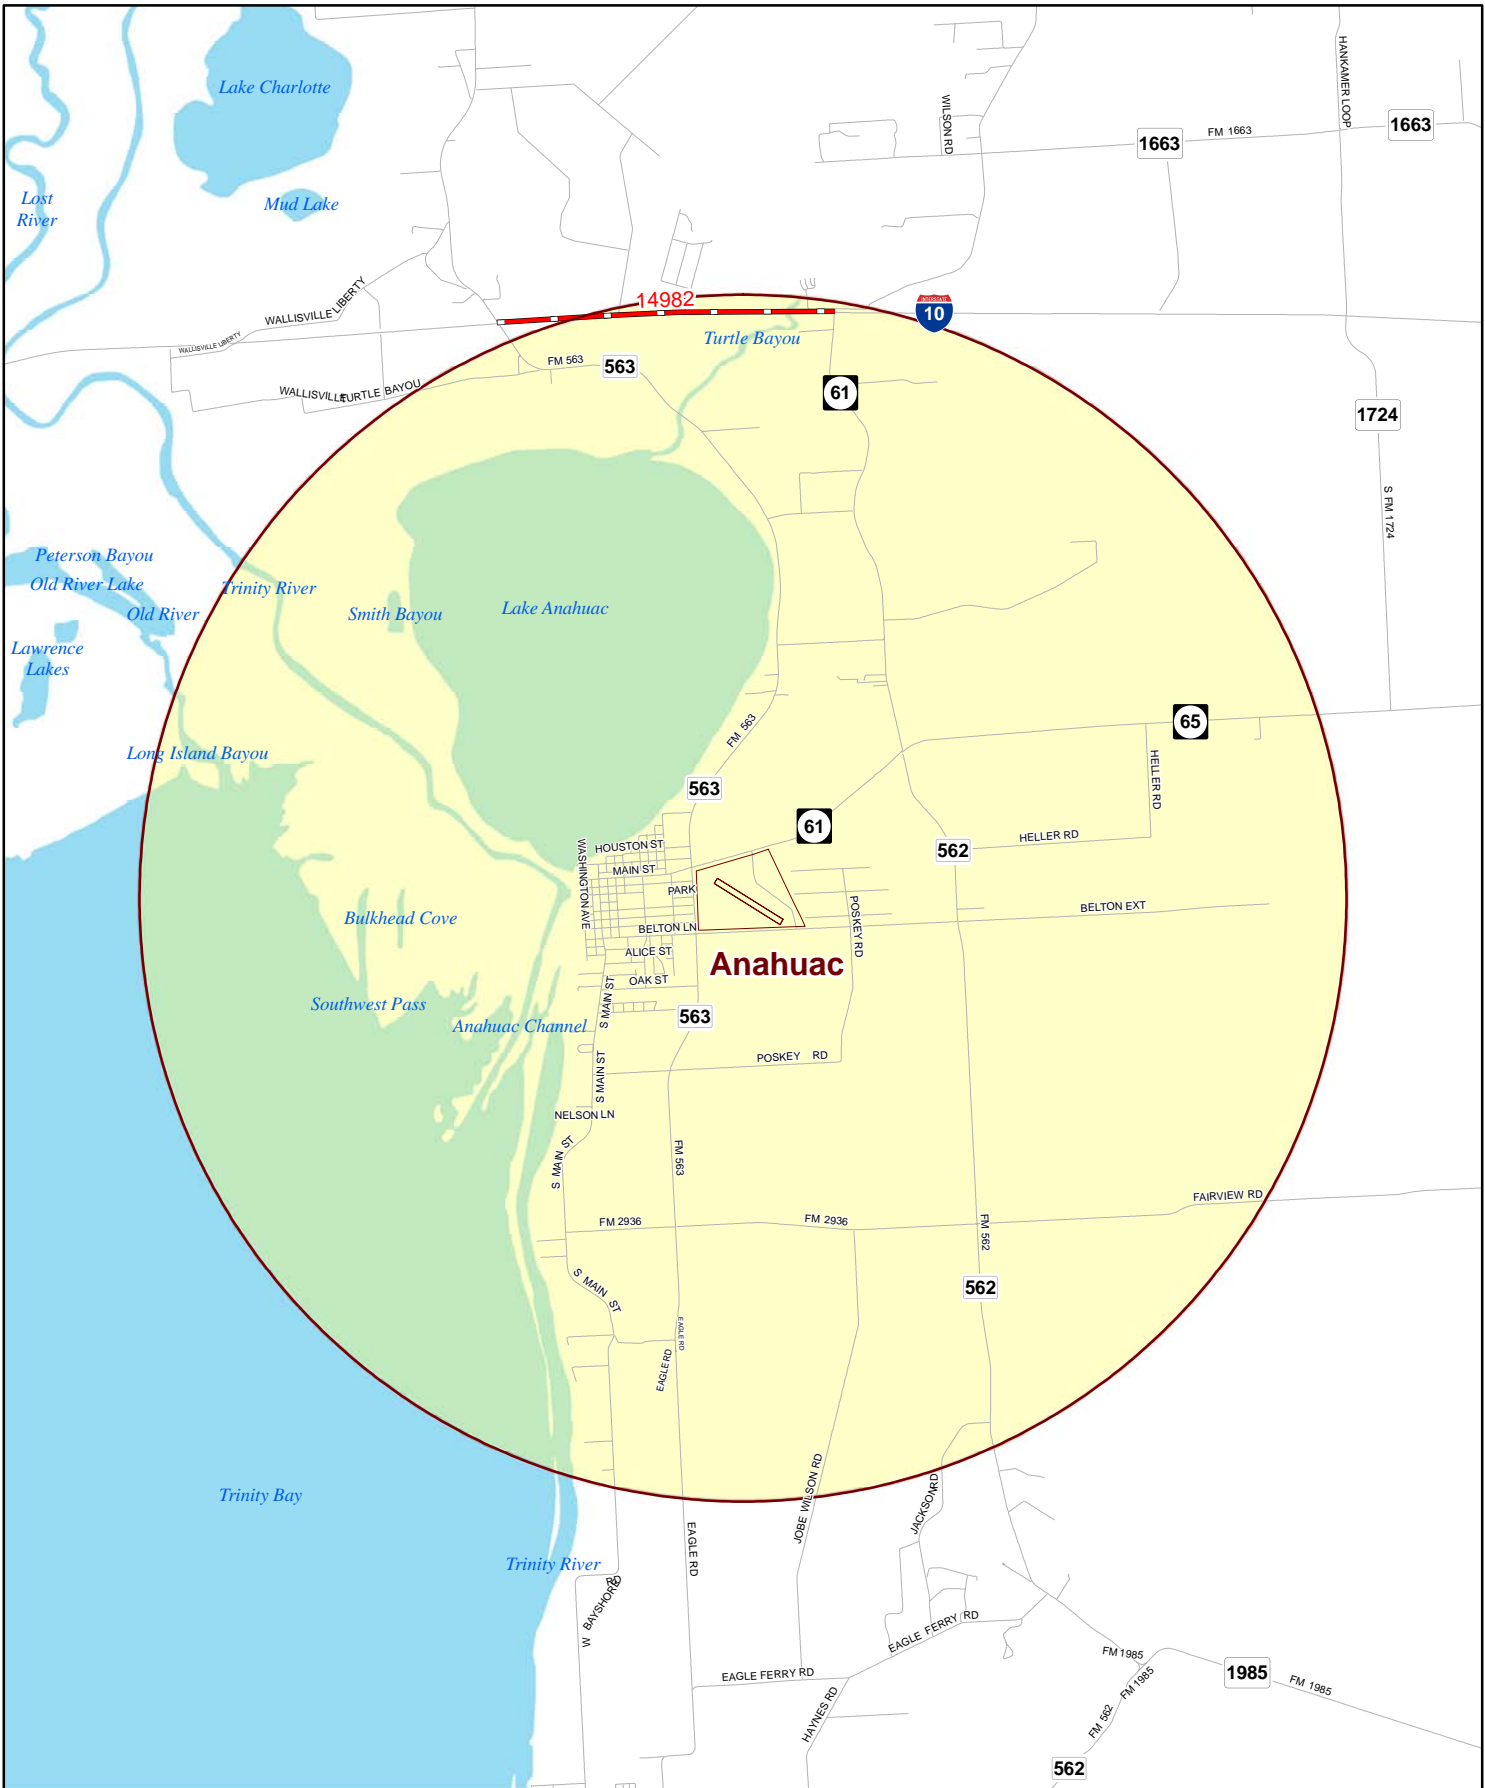 Lake Charlotte
HANKAMER LOOP
WILSON RD
1663
FM 1663
1663
Lost
River
Mud Lake
WALLISVILLE LIBERTY
WALLISVILLE LIBERTY
14982
INTERSTATE
10
Turtle Bayou
FM 563
563
WALLISVILLE
TURTLE BAYOU
61
1724
S FM 1724
Peterson Bayou
Old River Lake
Old River
Trinity River
Smith Bayou
Lake Anahuac
Lawrence
Lakes
FM 563
65
Long Island Bayou
HELLER RD
563
61
HELLER RD
562
WASHINGTON AVE
HOUSTON ST
MAIN ST
PARK
POSKEY RD
BELTON EXT
Bulkhead Cove
BELTON LN
ALICE ST
Anahuac
OAK ST
S MAIN ST
Southwest Pass
Anahuac Channel
563
POSKEY RD
S MAIN ST
NELSON LN
S MAIN ST
FM 563
FAIRVIEW RD
FM 2936
FM 2936
FM 562
S MAIN ST
562
EAGLE RD
EAGLE RD
Trinity Bay
JOBE WILSON RD
JACKSON RD
EAGLE RD
Trinity River
W BAYSHORE RD
EAGLE FERRY RD
EAGLE FERRY RD
FM 1985
FM 1985
1985
FM 1985
HAYNES RD
FM 562
562